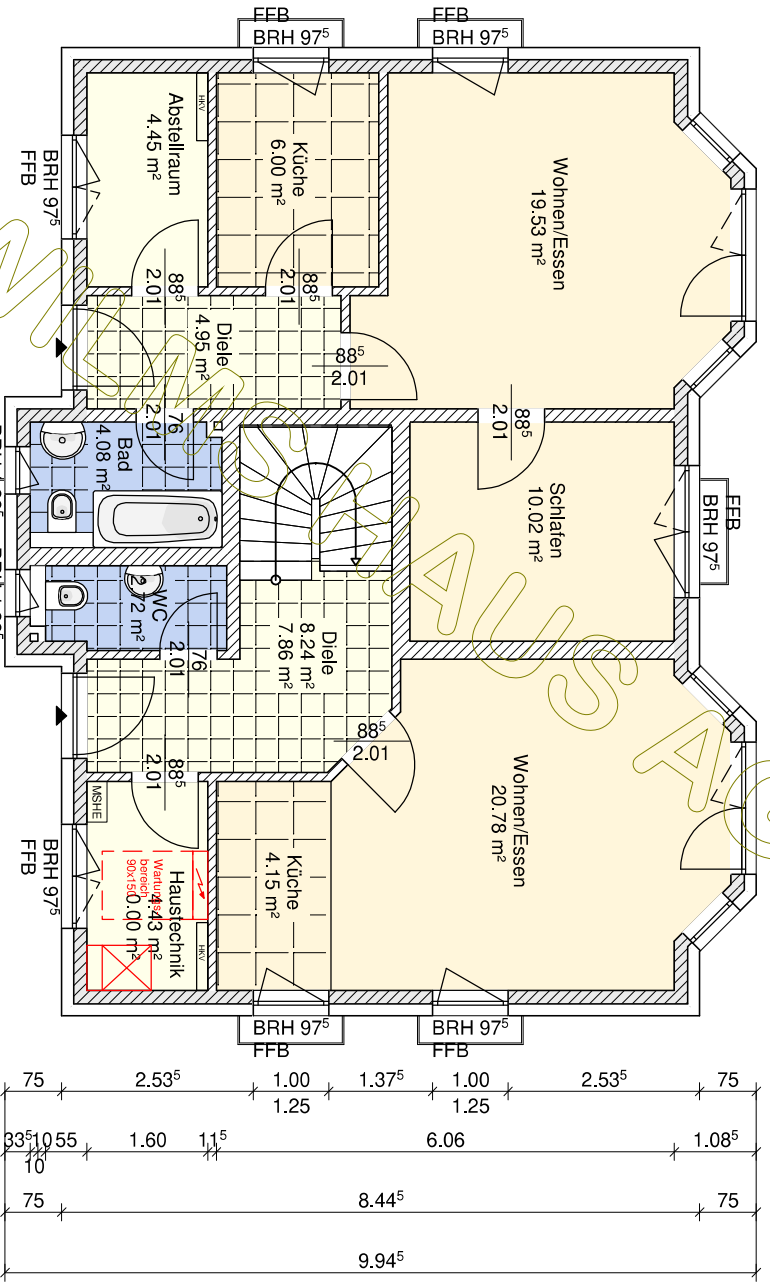 FFB
BRH 97⁵
FFB
BRH 97⁵
HKV
Abstellraum
4.45 m²
Küche
6.00 m²
Wohnen/Essen
19.53 m²
BRH 97⁵
FFB
88⁵
2.01
88⁵
2.01
Diele
4.95 m²
88⁵
2.01
76
2.01
88⁵
2.01
Bad
4.08 m²
Schlafen
10.02 m²
FFB
BRH 97⁵
WC
2.72 m²
76
2.01
Diele
8.24 m²
7.86 m²
88⁵
2.01
88⁵
2.01
MSHE
Haustechnik
4.43 m²
0.00 m²
Wartungs
bereich
90x150
HKV
Küche
4.15 m²
Wohnen/Essen
20.78 m²
BRH 97⁵
FFB
BRH 97⁵
FFB
BRH 97⁵
FFB
WILMS HAUS AG
75 2.53⁵ 1.00 1.37⁵ 1.00 2.53⁵ 75
1.25 1.25
33⁵ 10 55 1.60 11⁵ 6.06 1.08⁵
10
75 8.44⁵ 75
9.94⁵